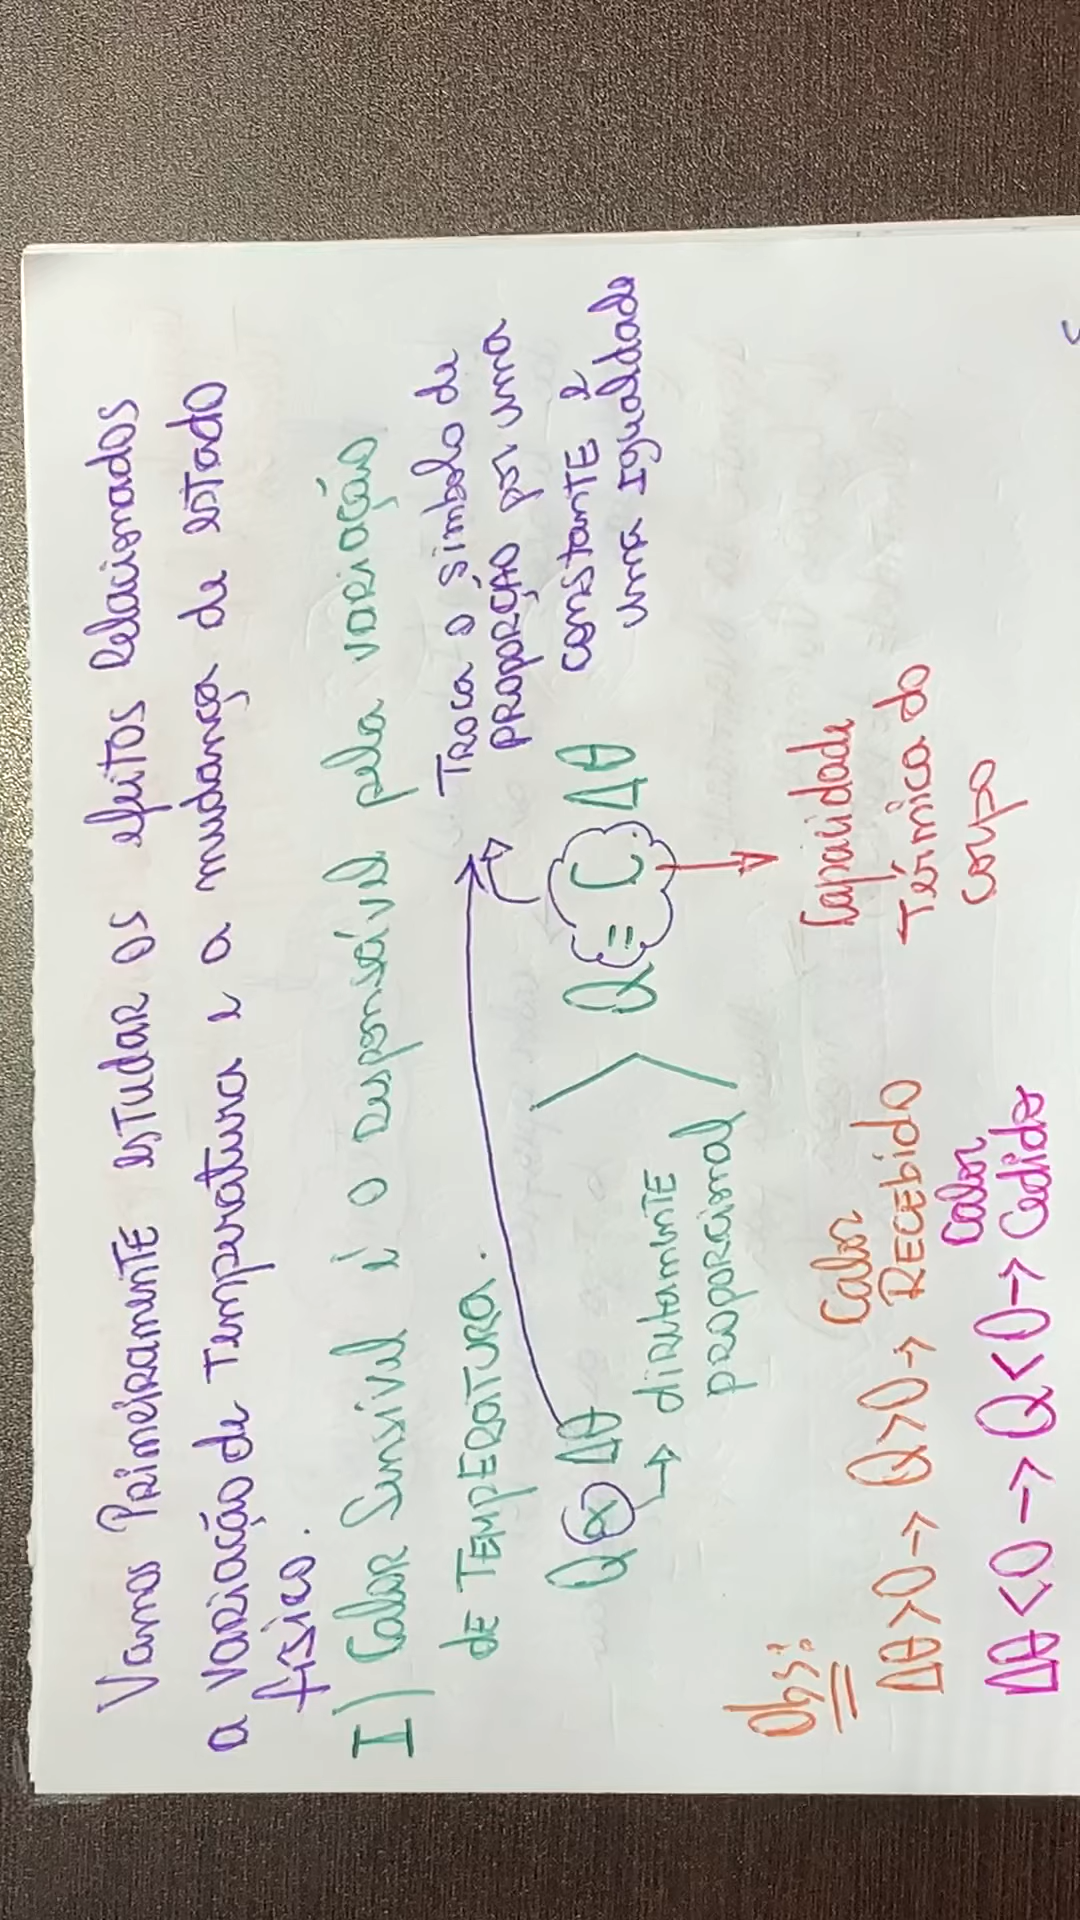 Vamos Primeiramente estudar os efeitos relacionados
a variação de Temperatura e a mudança de estado
físico.
I) Calor Sensível é o responsável pela variação
de TEMPERATURA.
Troca o símbolo de
proporção por uma
constante e
uma Igualdade
Q α Δθ
Q = C Δθ
→ diretamente
proporcional
Capacidade
Térmica do
corpo
Obs:
Δθ > 0 → Q > 0 → Calor Recebido
Δθ < 0 → Q < 0 → Calor Cedido